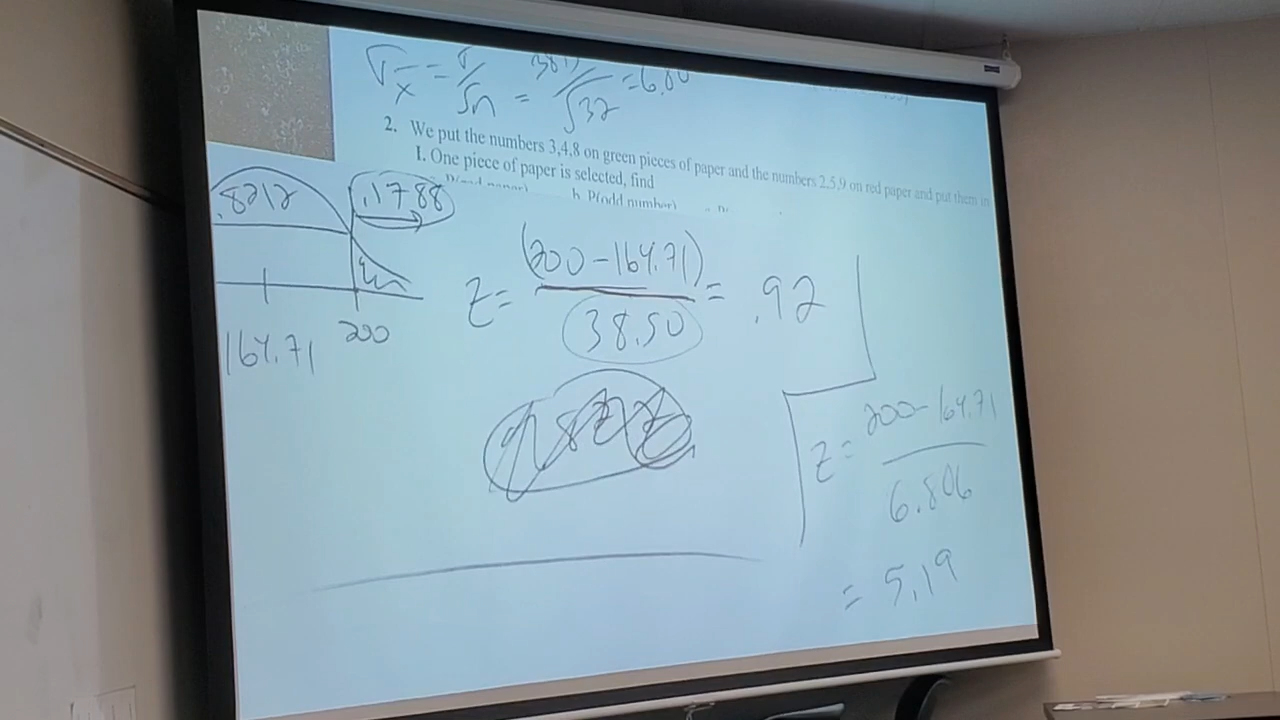 σx̄ = σ/√n = 38.5/√32 = 6.80
2. We put the numbers 3,4,8 on green pieces of paper and the numbers 2,5,9 on red paper and put them in
I. One piece of paper is selected, find
b. P(odd number)
.8212
.1788
164.71
200
z = (200-164.71)/38.50 = .92
z = 200-164.71/6.806
= 5.19